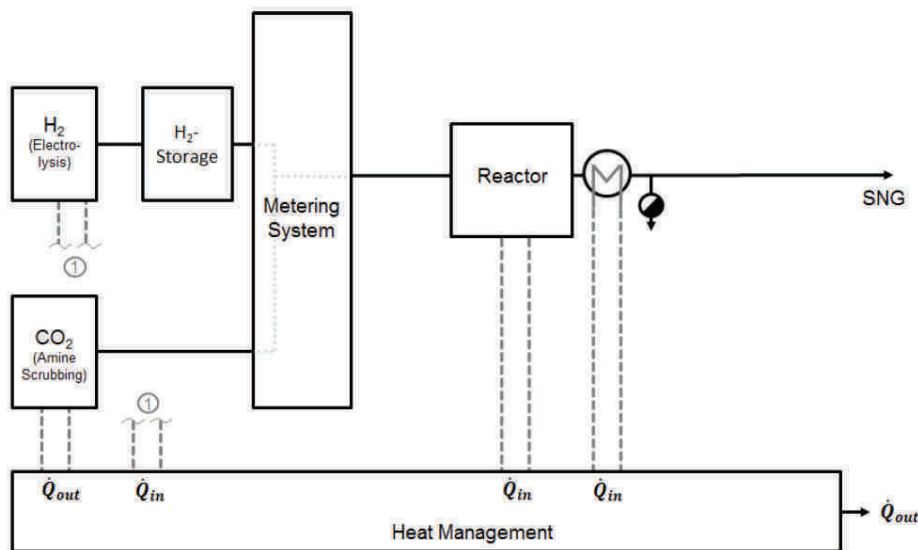 H₂
(Electro-
lysis)
H₂-
Storage
Metering
System
Reactor
SNG
①
CO₂
(Amine
Scrubbing)
①
Q̇out
Q̇in
Q̇in
Q̇in
Q̇out
Heat Management